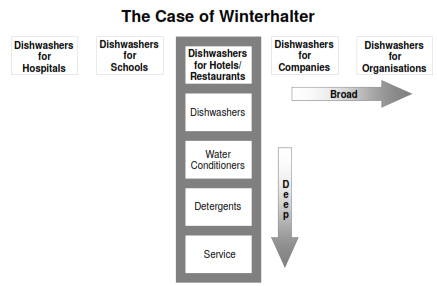 The Case of Winterhalter
Dishwashers
for
Hospitals
Dishwashers
for
Schools
Dishwashers
for Hotels/
Restaurants
Dishwashers
for
Companies
Dishwashers
for
Organisations
Broad
Dishwashers
Water
Conditioners
Detergents
Service
Deep